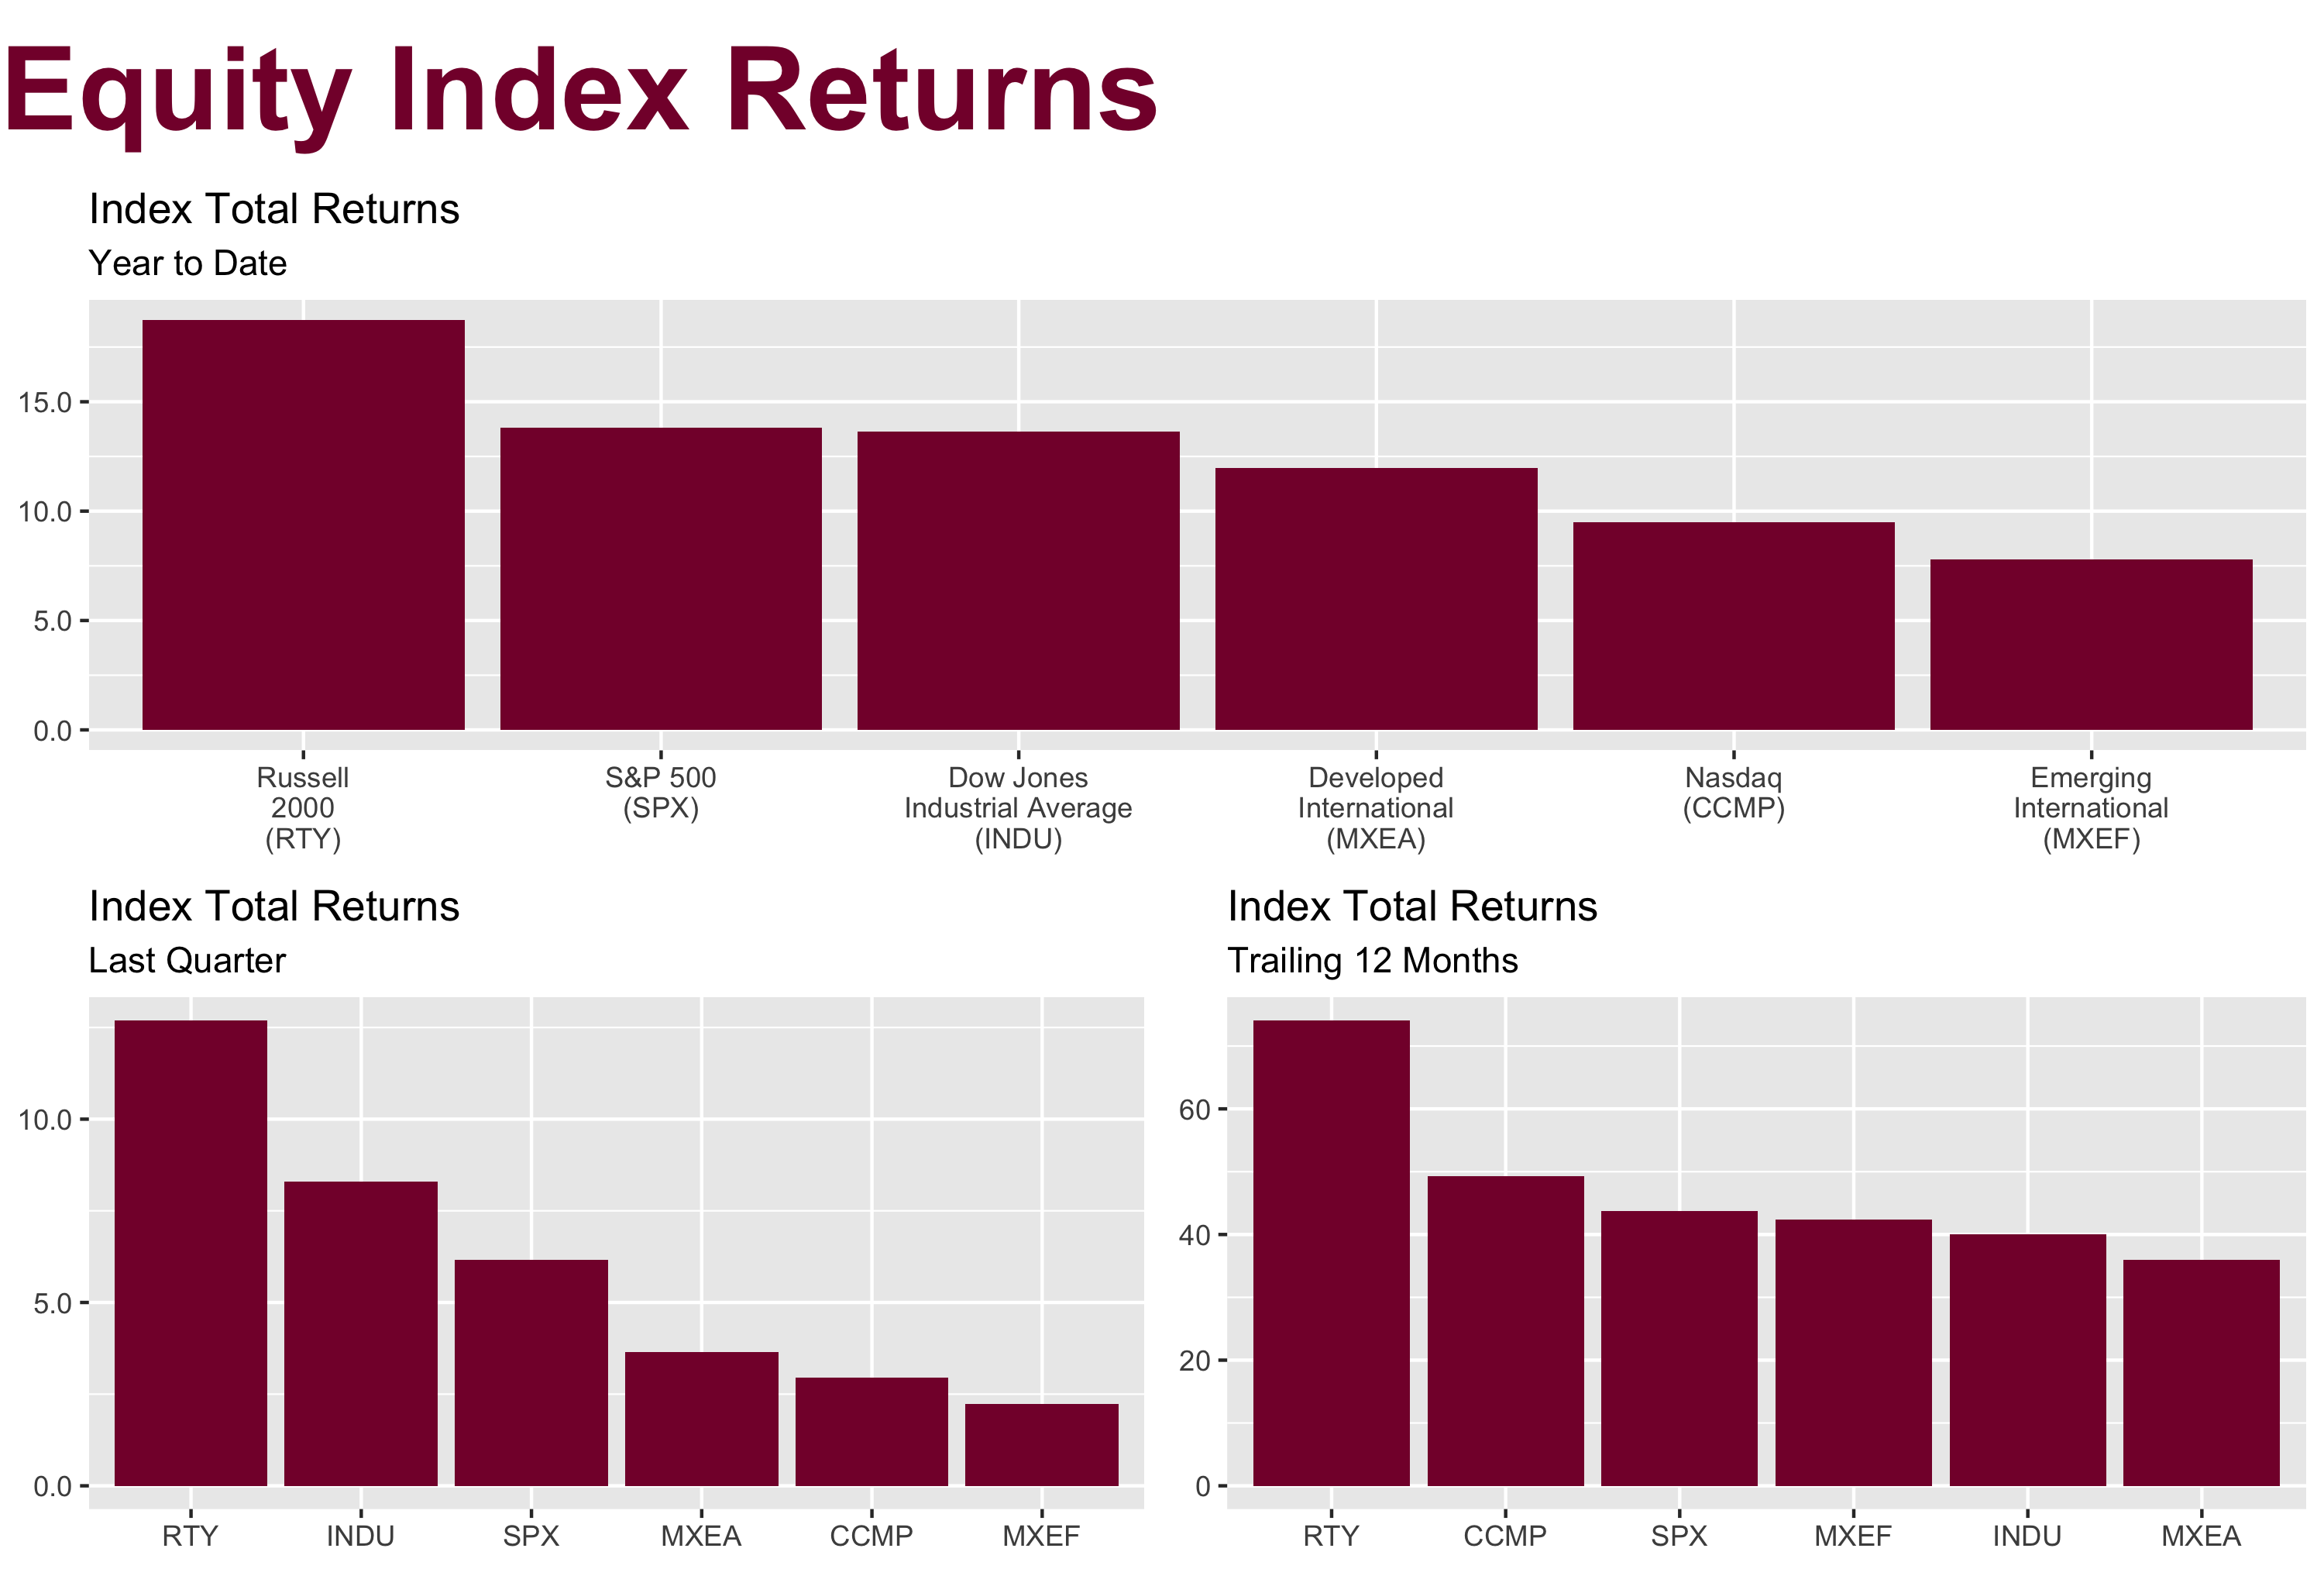 Equity Index Returns
Index Total Returns
Year to Date
15.0
10.0
5.0
0.0
Russell
2000
(RTY)
S&P 500
(SPX)
Dow Jones
Industrial Average
(INDU)
Developed
International
(MXEA)
Nasdaq
(CCMP)
Emerging
International
(MXEF)
Index Total Returns
Last Quarter
10.0
5.0
0.0
RTY INDU SPX MXEA CCMP MXEF
Index Total Returns
Trailing 12 Months
60
40
20
0
RTY CCMP SPX MXEF INDU MXEA